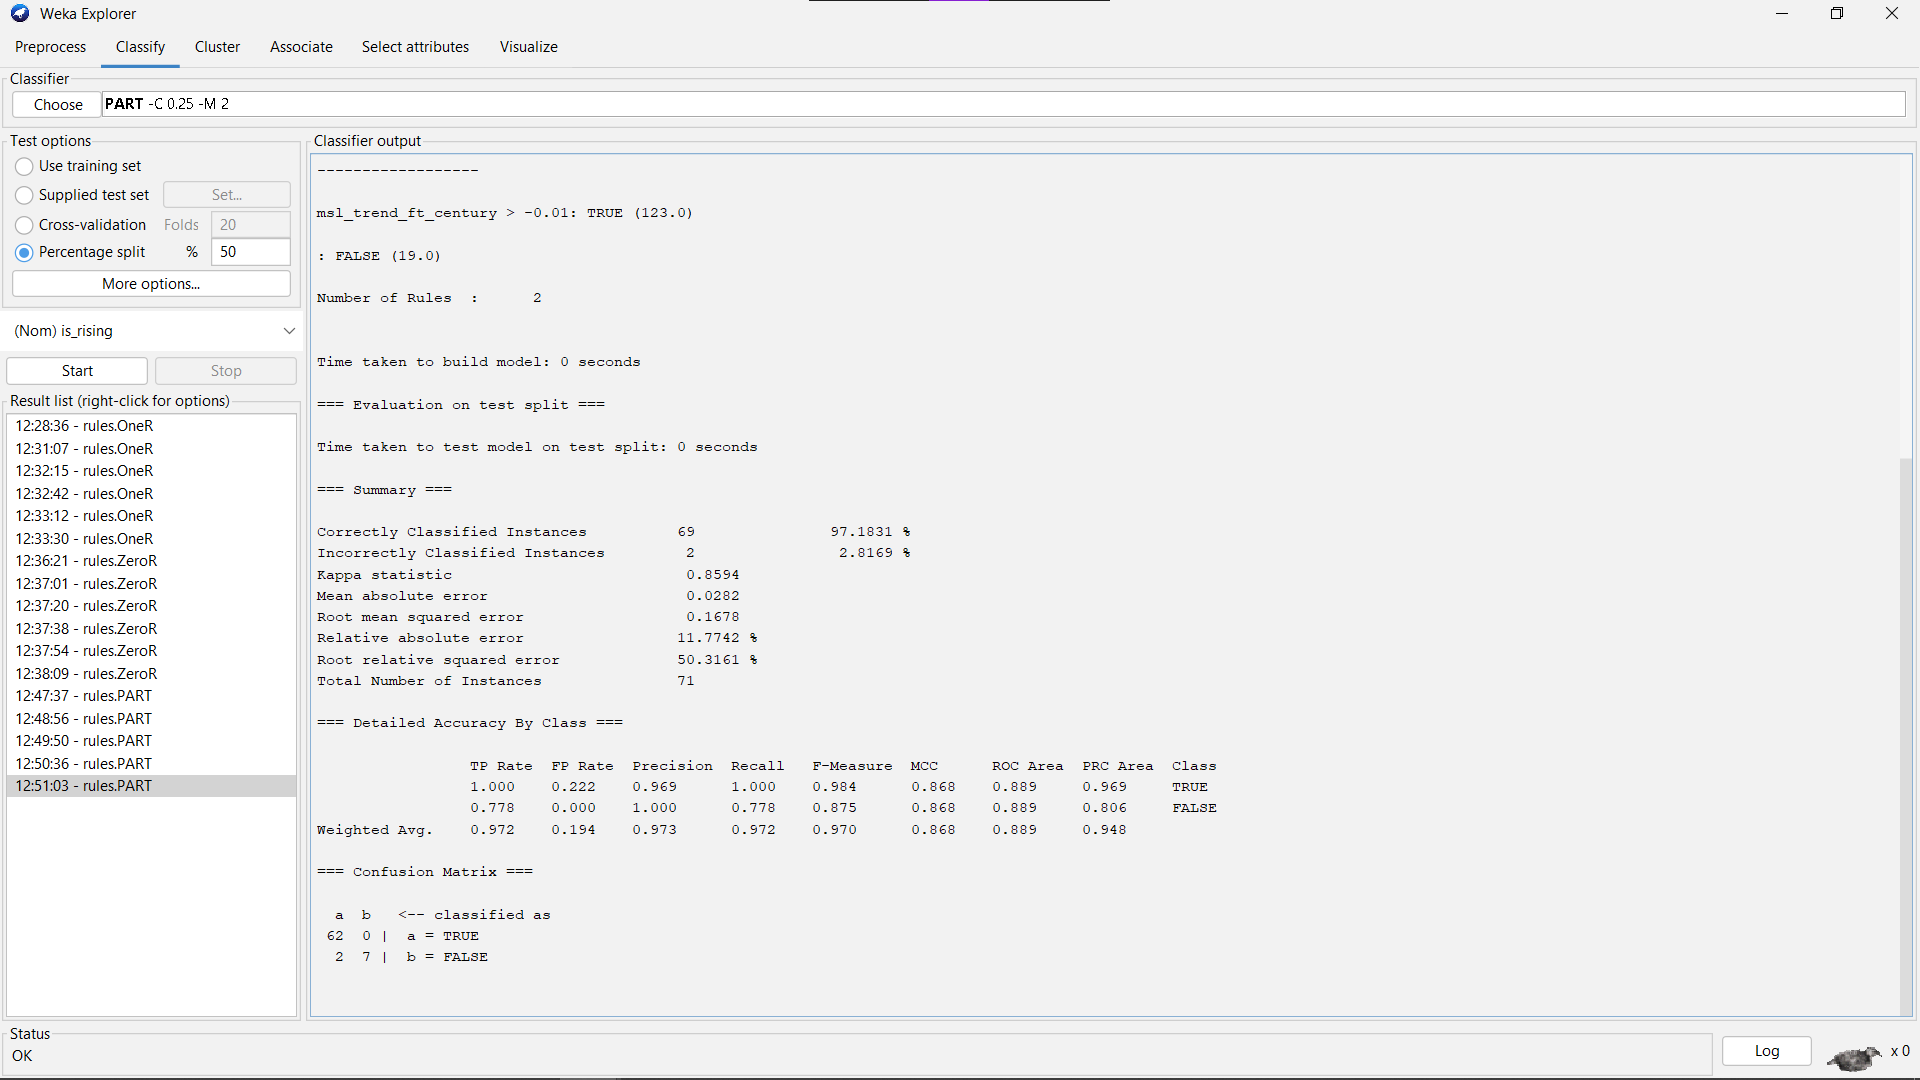 Weka Explorer
Preprocess Classify Cluster Associate Select attributes Visualize
Classifier
Choose PART -C 0.25 -M 2
Test options
Use training set
Supplied test set Set...
Cross-validation Folds 20
Percentage split % 50
More options...
(Nom) is_rising
Start Stop
Result list (right-click for options)
12:28:36 - rules.OneR
12:31:07 - rules.OneR
12:32:15 - rules.OneR
12:32:42 - rules.OneR
12:33:12 - rules.OneR
12:33:30 - rules.OneR
12:36:21 - rules.ZeroR
12:37:01 - rules.ZeroR
12:37:20 - rules.ZeroR
12:37:38 - rules.ZeroR
12:37:54 - rules.ZeroR
12:38:09 - rules.ZeroR
12:47:37 - rules.PART
12:48:56 - rules.PART
12:49:50 - rules.PART
12:50:36 - rules.PART
12:51:03 - rules.PART
Classifier output
------------------
msl_trend_ft_century > -0.01: TRUE (123.0)
: FALSE (19.0)
Number of Rules : 2
Time taken to build model: 0 seconds
=== Evaluation on test split ===
Time taken to test model on test split: 0 seconds
=== Summary ===
Correctly Classified Instances 69 97.1831 %
Incorrectly Classified Instances 2 2.8169 %
Kappa statistic 0.8594
Mean absolute error 0.0282
Root mean squared error 0.1678
Relative absolute error 11.7742 %
Root relative squared error 50.3161 %
Total Number of Instances 71
=== Detailed Accuracy By Class ===
TP Rate FP Rate Precision Recall F-Measure MCC ROC Area PRC Area Class
1.000 0.222 0.969 1.000 0.984 0.868 0.889 0.969 TRUE
0.778 0.000 1.000 0.778 0.875 0.868 0.889 0.806 FALSE
Weighted Avg. 0.972 0.194 0.973 0.972 0.970 0.868 0.889 0.948
=== Confusion Matrix ===
a b <-- classified as
62 0 | a = TRUE
2 7 | b = FALSE
Status
OK
Log x 0